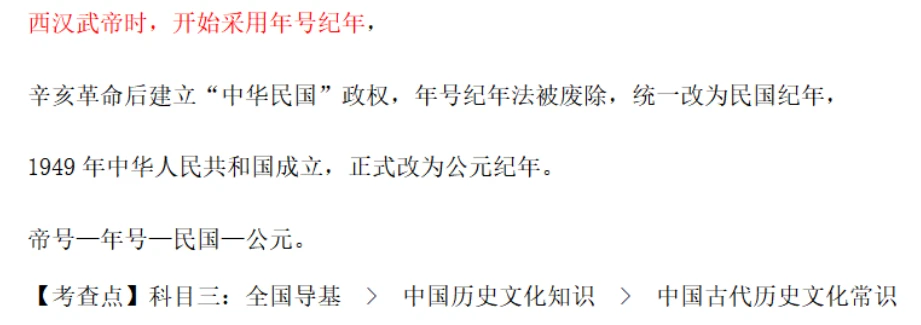 西汉武帝时，开始采用年号纪年，
辛亥革命后建立“中华民国”政权，年号纪年法被废除，统一改为民国纪年，
1949 年中华人民共和国成立，正式改为公元纪年。
帝号—年号—民国—公元。
【考查点】科目三：全国导基 > 中国历史文化知识 > 中国古代历史文化常识